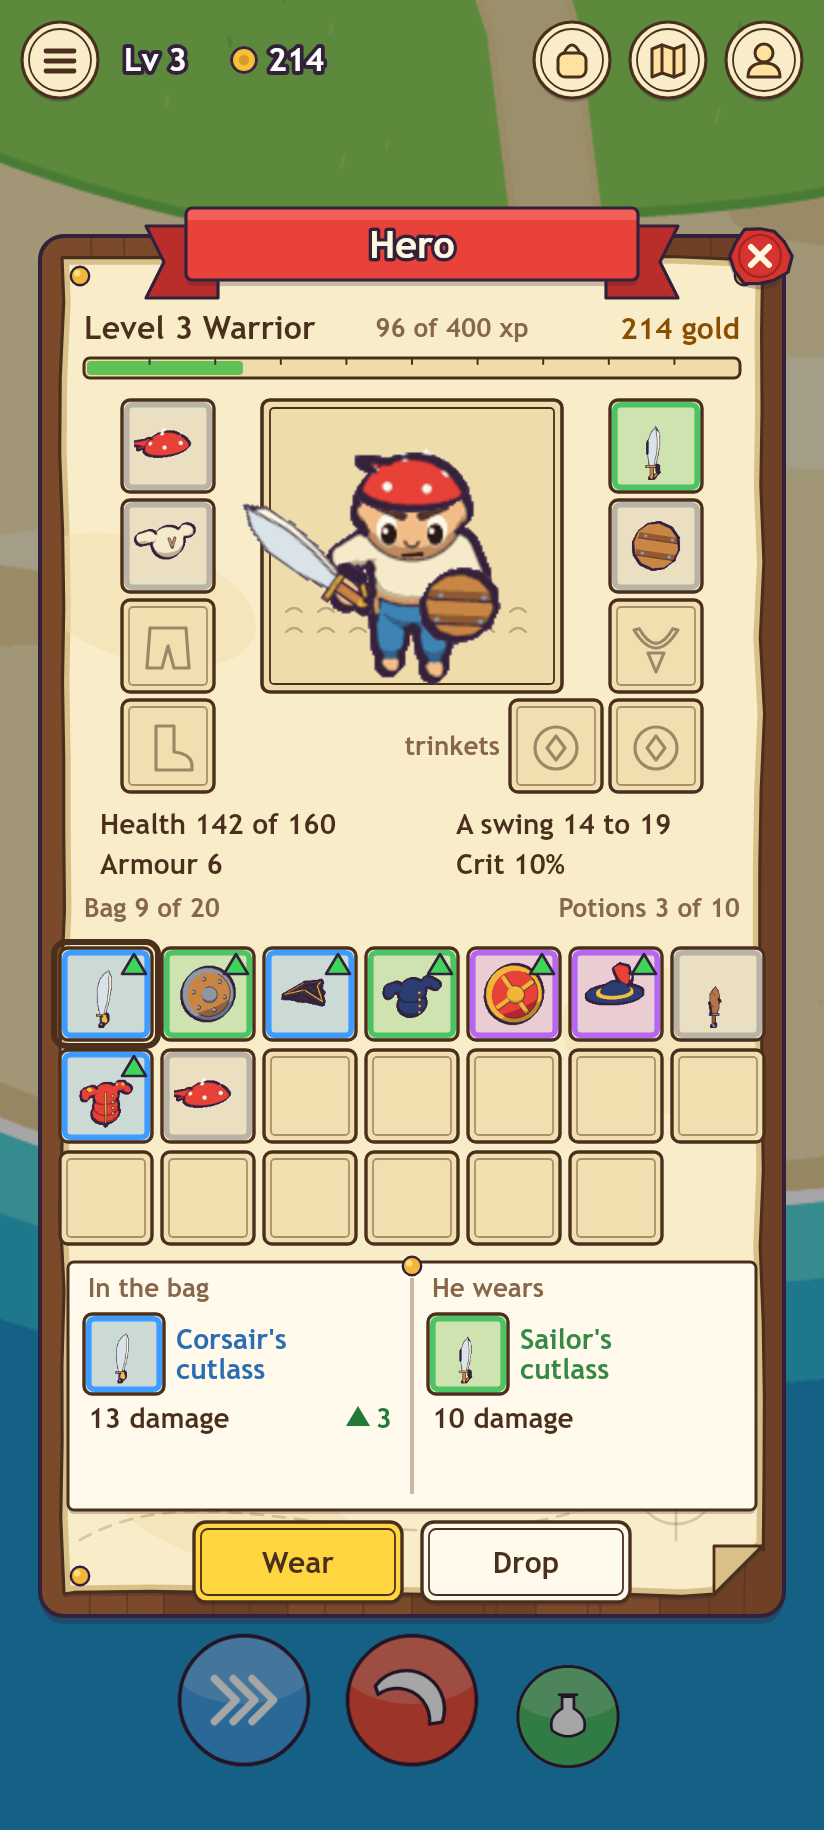 Lv 3
214
Hero
Level 3 Warrior
96 of 400 xp
214 gold
trinkets
Health 142 of 160
A swing 14 to 19
Armour 6
Crit 10%
Bag 9 of 20
Potions 3 of 10
In the bag
Corsair's
cutlass
13 damage
3
He wears
Sailor's
cutlass
10 damage
Wear
Drop